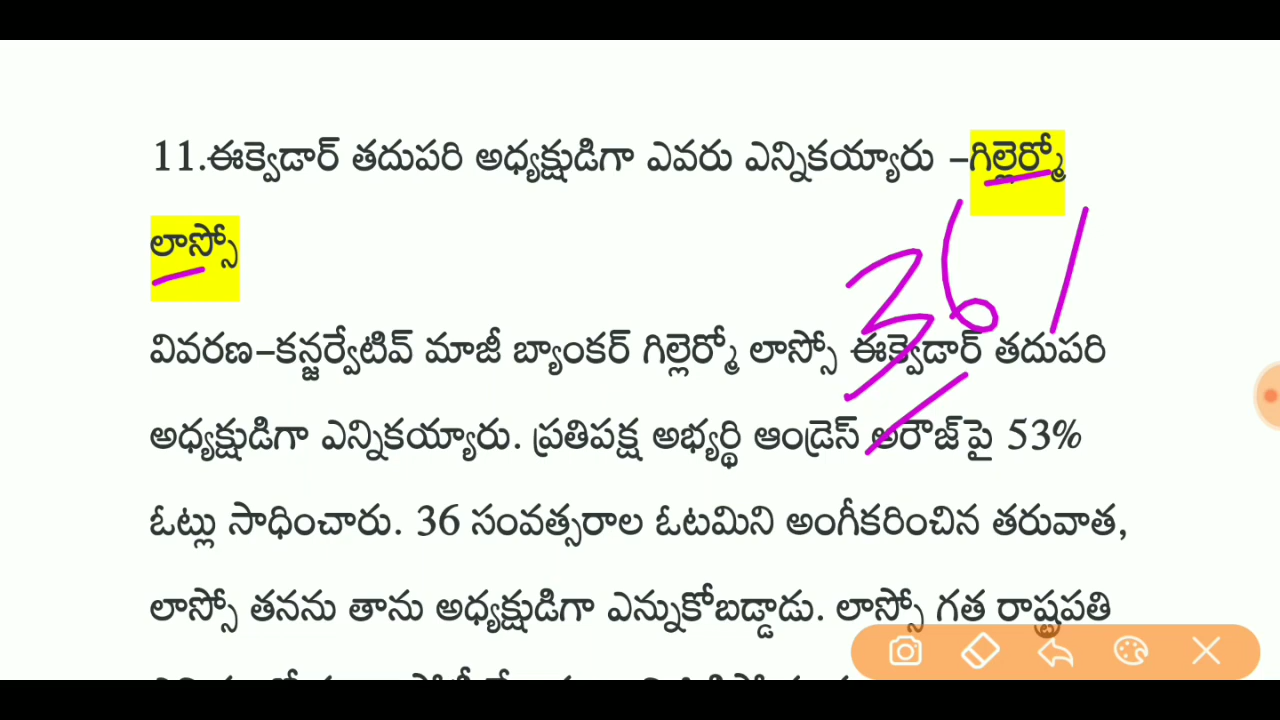 11.ఈక్వెడార్ తదుపరి అధ్యక్షుడిగా ఎవరు ఎన్నికయ్యారు –గిల్లెర్మో
లాస్సో
361
వివరణ–కన్జర్వేటివ్ మాజీ బ్యాంకర్ గిల్లెర్మో లాస్సో ఈక్వెడార్ తదుపరి
అధ్యక్షుడిగా ఎన్నికయ్యారు. ప్రతిపక్ష అభ్యర్థి ఆండ్రెస్ అరౌజ్‌పై 53%
ఓట్లు సాధించారు. 36 సంవత్సరాల ఓటమిని అంగీకరించిన తరువాత,
లాస్సో తనను తాను అధ్యక్షుడిగా ఎన్నుకోబడ్డాడు. లాస్సో గత రాష్ట్రపతి